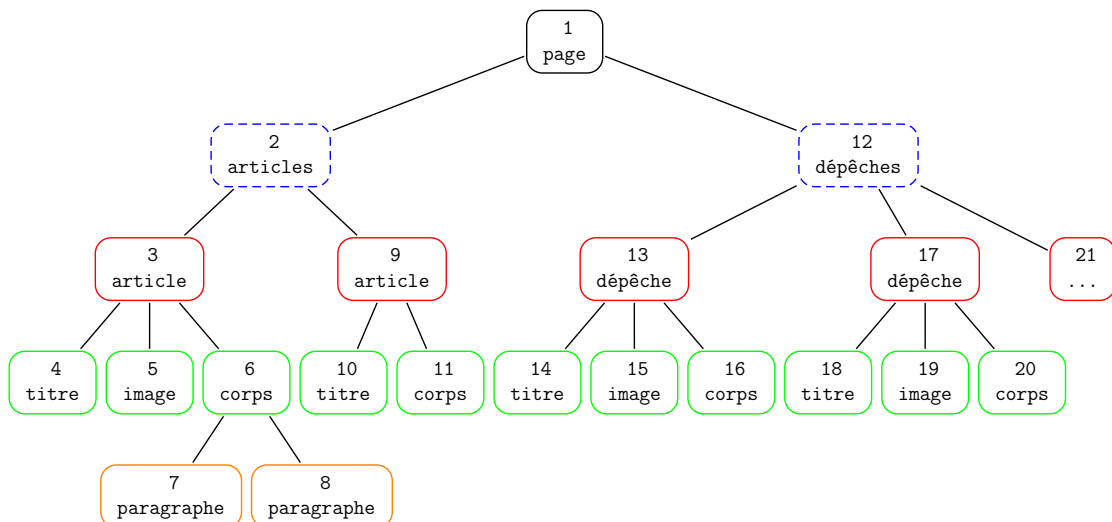 1
page
2
articles
12
dépêches
3
article
9
article
13
dépêche
17
dépêche
21
...
4
titre
5
image
6
corps
10
titre
11
corps
14
titre
15
image
16
corps
18
titre
19
image
20
corps
7
paragraphe
8
paragraphe